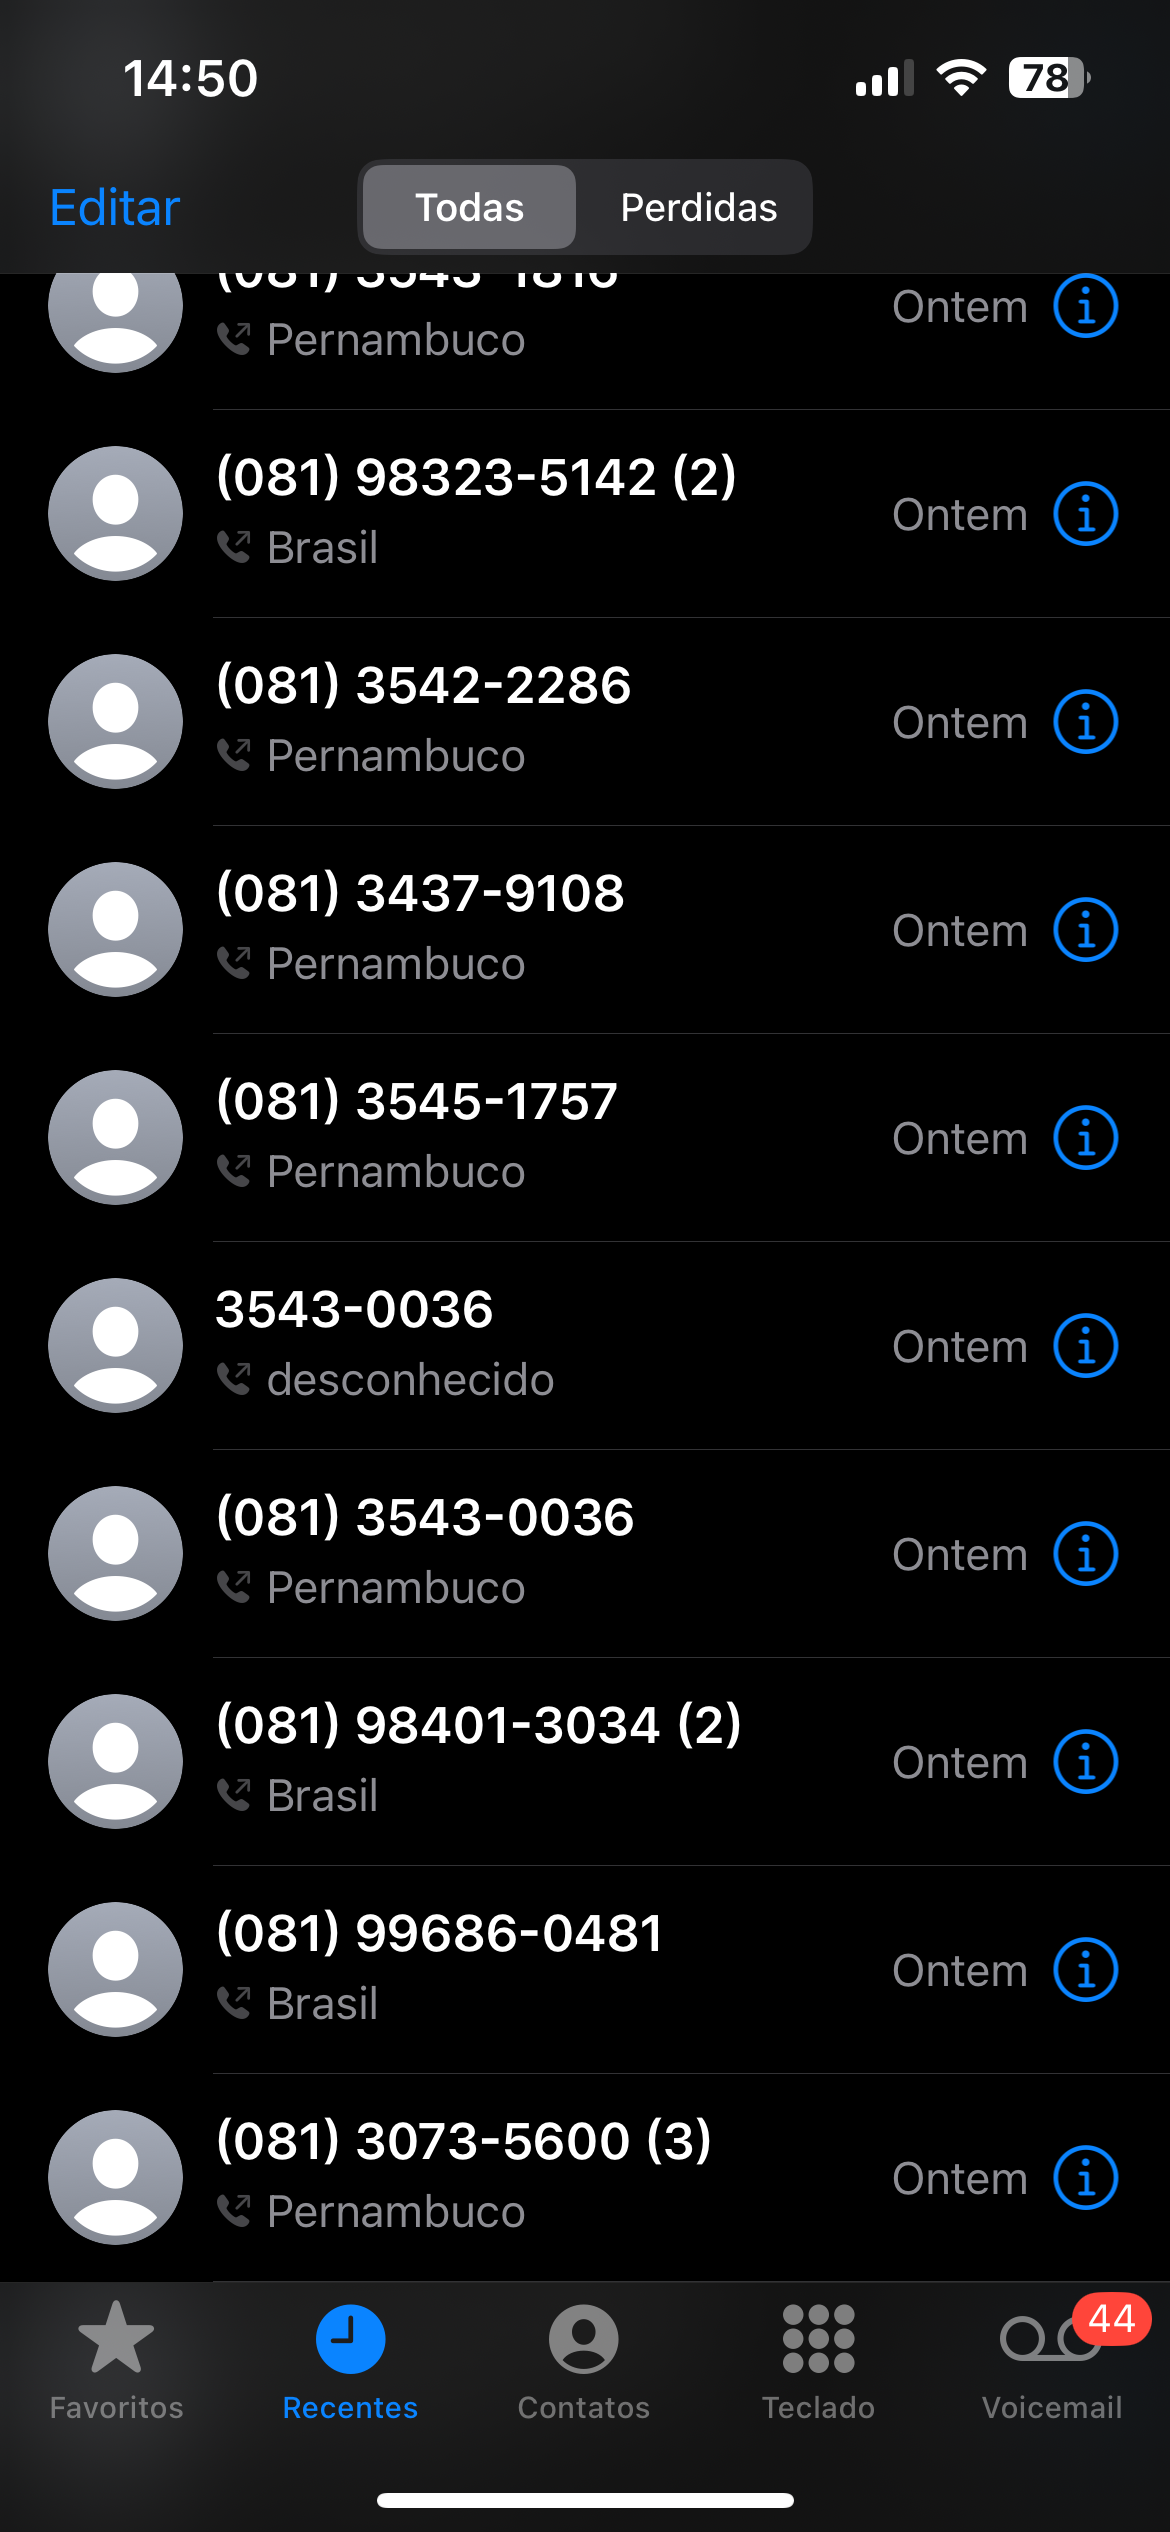 14:50
78
Editar
Todas
Perdidas
(081) 3543-1816
Pernambuco
Ontem
(081) 98323-5142 (2)
Brasil
Ontem
(081) 3542-2286
Pernambuco
Ontem
(081) 3437-9108
Pernambuco
Ontem
(081) 3545-1757
Pernambuco
Ontem
3543-0036
desconhecido
Ontem
(081) 3543-0036
Pernambuco
Ontem
(081) 98401-3034 (2)
Brasil
Ontem
(081) 99686-0481
Brasil
Ontem
(081) 3073-5600 (3)
Pernambuco
Ontem
44
Favoritos
Recentes
Contatos
Teclado
Voicemail